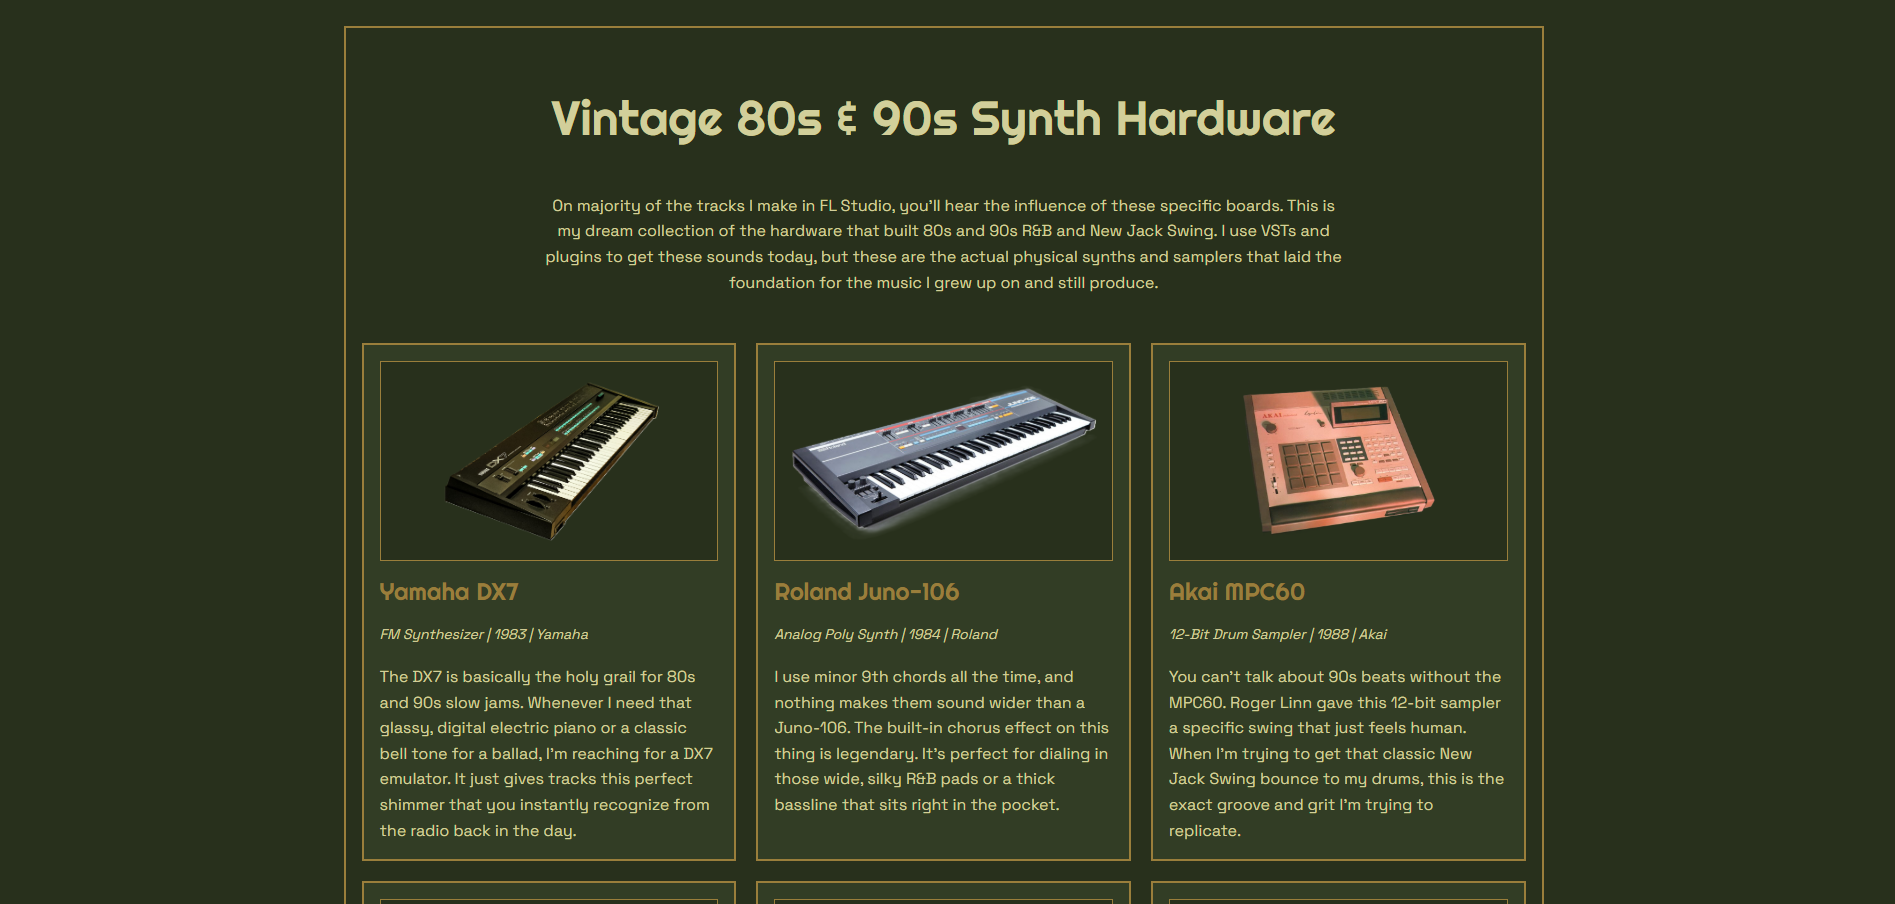 Vintage 80s & 90s Synth Hardware
On majority of the tracks I make in FL Studio, you'll hear the influence of these specific boards. This is
my dream collection of the hardware that built 80s and 90s R&B and New Jack Swing. I use VSTs and
plugins to get these sounds today, but these are the actual physical synths and samplers that laid the
foundation for the music I grew up on and still produce.
DX7
JUNO-106
AKAI
Yamaha DX7
FM Synthesizer | 1983 | Yamaha
The DX7 is basically the holy grail for 80s
and 90s slow jams. Whenever I need that
glassy, digital electric piano or a classic
bell tone for a ballad, I'm reaching for a DX7
emulator. It just gives tracks this perfect
shimmer that you instantly recognize from
the radio back in the day.
Roland Juno-106
Analog Poly Synth | 1984 | Roland
I use minor 9th chords all the time, and
nothing makes them sound wider than a
Juno-106. The built-in chorus effect on this
thing is legendary. It's perfect for dialing in
those wide, silky R&B pads or a thick
bassline that sits right in the pocket.
Akai MPC60
12-Bit Drum Sampler | 1988 | Akai
You can't talk about 90s beats without the
MPC60. Roger Linn gave this 12-bit sampler
a specific swing that just feels human.
When I'm trying to get that classic New
Jack Swing bounce to my drums, this is the
exact groove and grit I'm trying to
replicate.